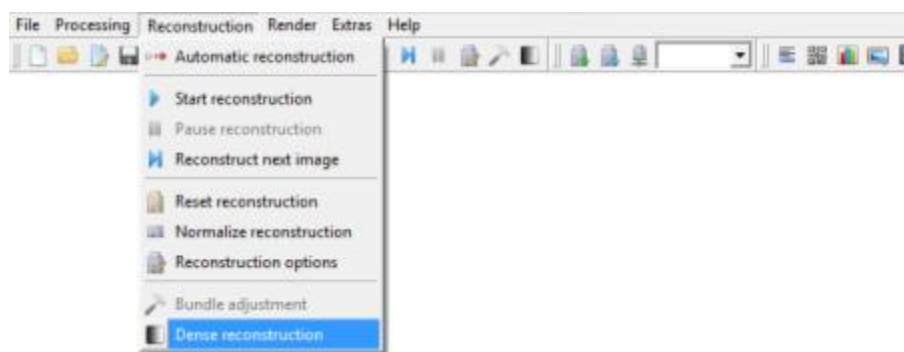 File Processing Reconstruction Render Extras Help
Automatic reconstruction
Start reconstruction
Pause reconstruction
Reconstruct next image
Reset reconstruction
Normalize reconstruction
Reconstruction options
Bundle adjustment
Dense reconstruction